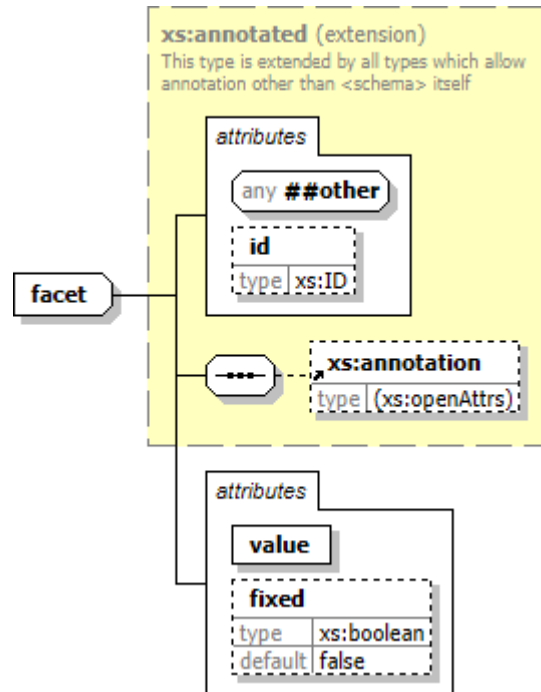 xs:annotated (extension)
This type is extended by all types which allow
annotation other than <schema> itself
attributes
any ##other
id
type xs:ID
facet
xs:annotation
type (xs:openAttrs)
attributes
value
fixed
type xs:boolean
default false